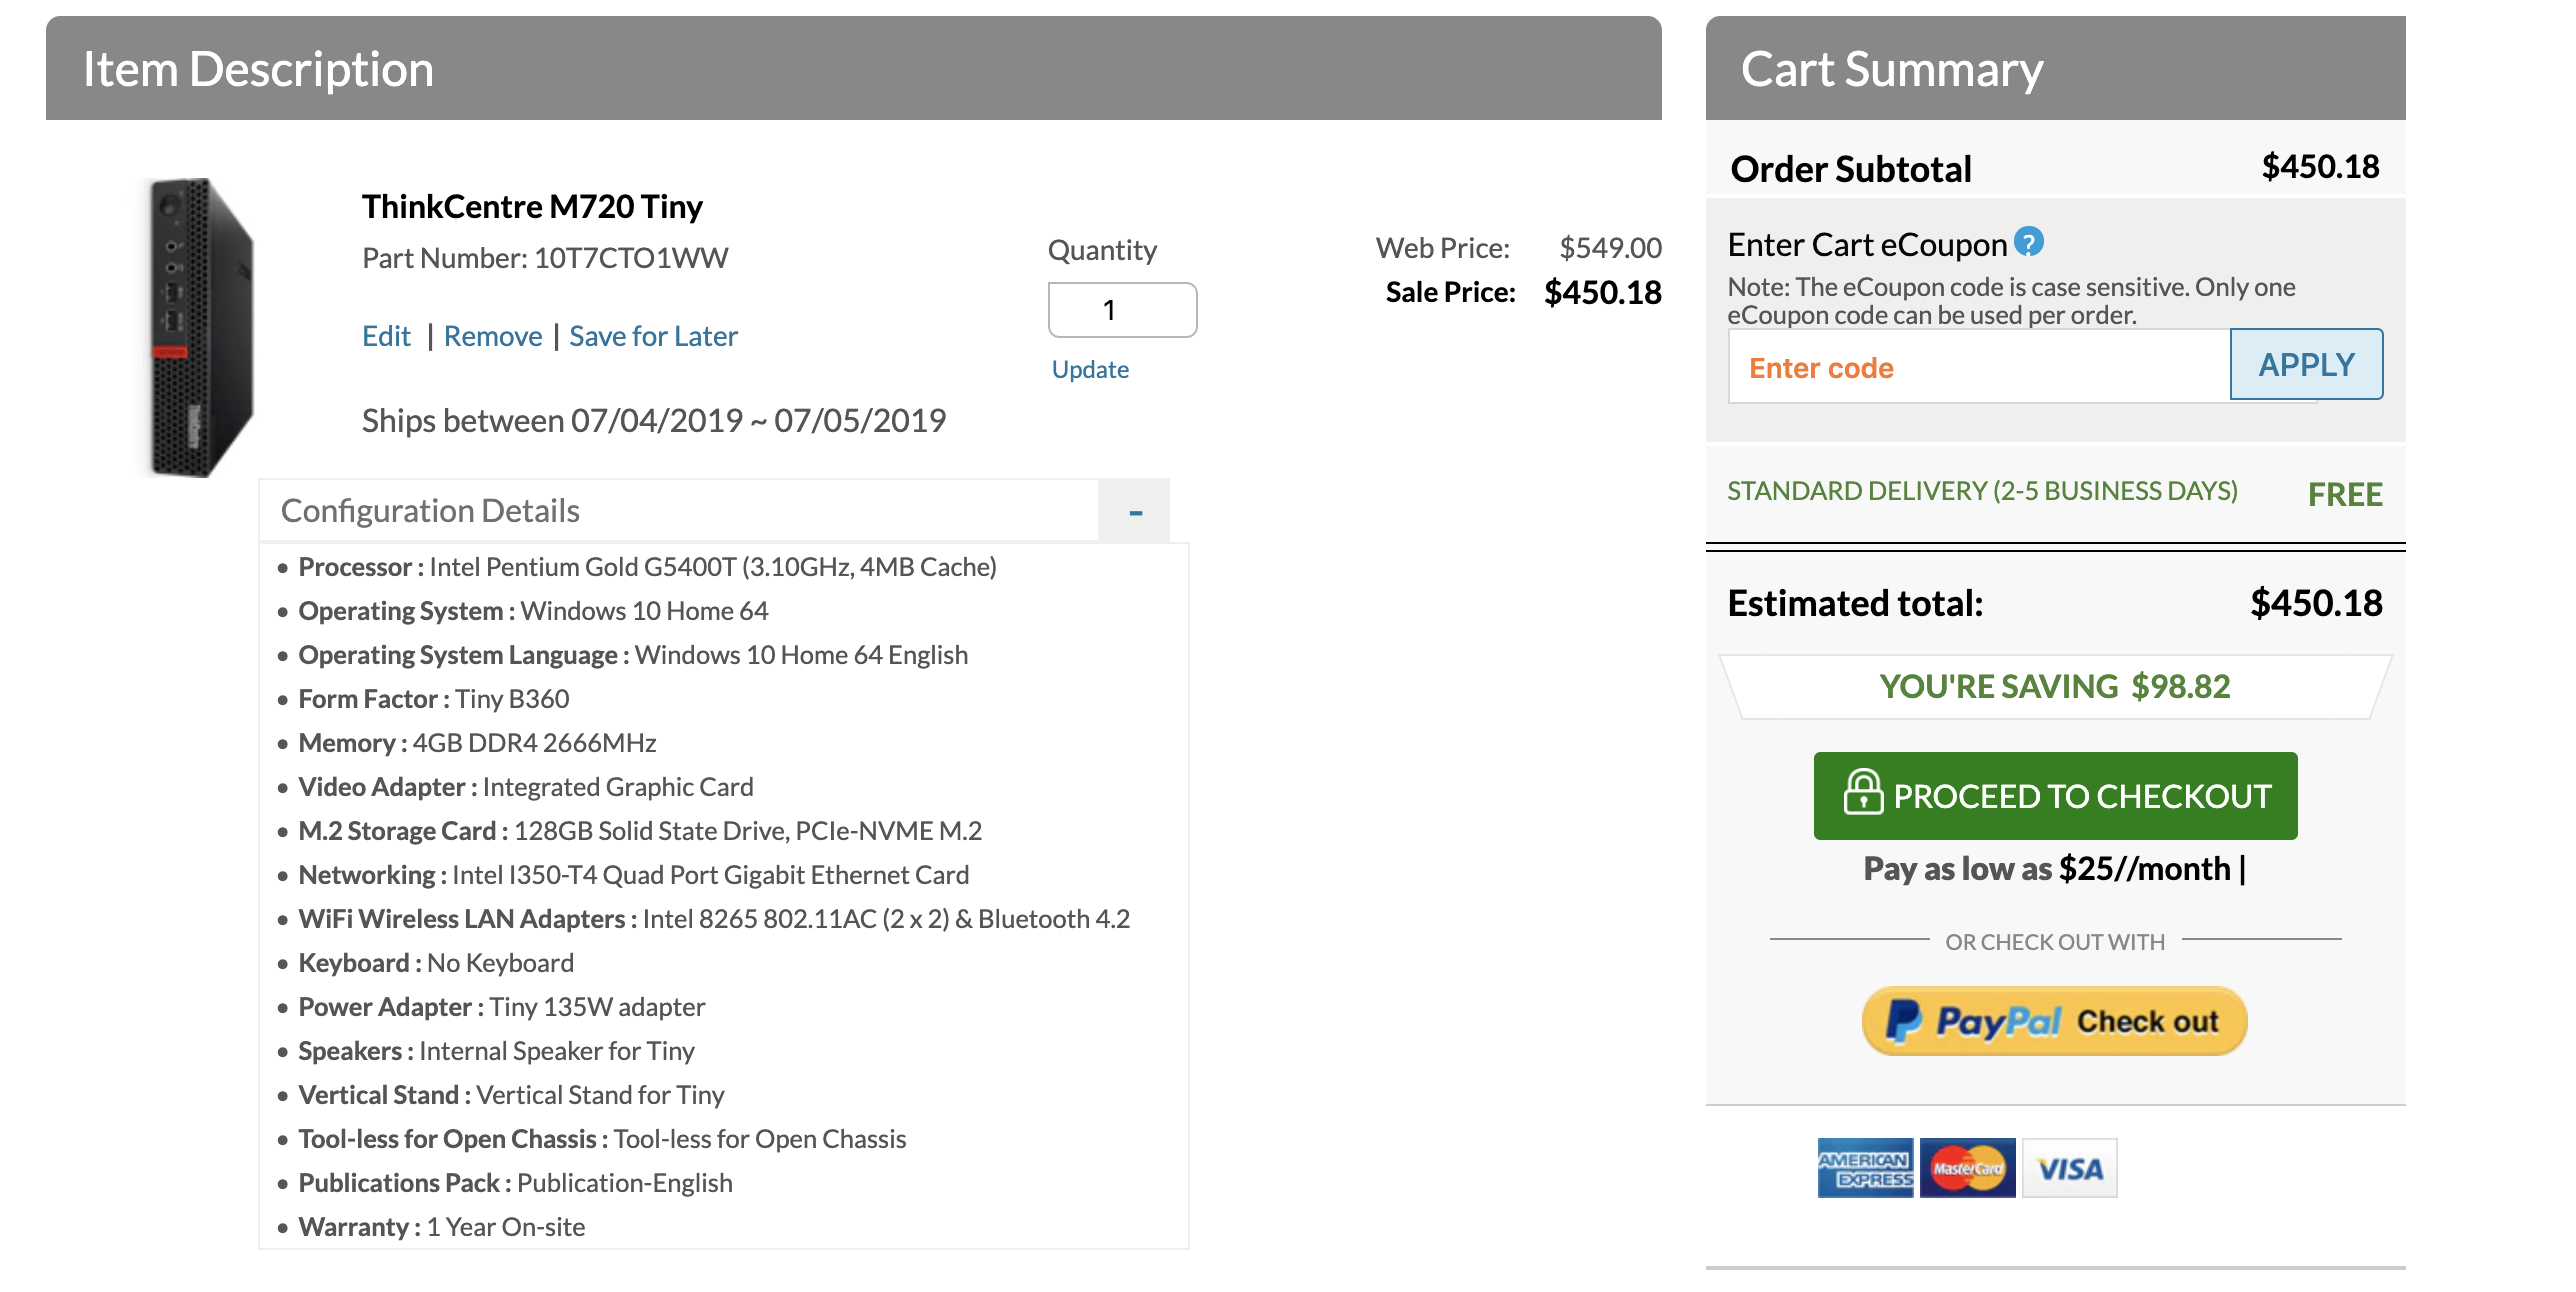 Item Description
ThinkCentre M720 Tiny
Part Number: 10T7CTO1WW
Edit | Remove | Save for Later
Ships between 07/04/2019 ~ 07/05/2019
Quantity
1
Update
Web Price: $549.00
Sale Price: $450.18
Configuration Details -
• Processor : Intel Pentium Gold G5400T (3.10GHz, 4MB Cache)
• Operating System : Windows 10 Home 64
• Operating System Language : Windows 10 Home 64 English
• Form Factor : Tiny B360
• Memory : 4GB DDR4 2666MHz
• Video Adapter : Integrated Graphic Card
• M.2 Storage Card : 128GB Solid State Drive, PCIe-NVME M.2
• Networking : Intel I350-T4 Quad Port Gigabit Ethernet Card
• WiFi Wireless LAN Adapters : Intel 8265 802.11AC (2 x 2) & Bluetooth 4.2
• Keyboard : No Keyboard
• Power Adapter : Tiny 135W adapter
• Speakers : Internal Speaker for Tiny
• Vertical Stand : Vertical Stand for Tiny
• Tool-less for Open Chassis : Tool-less for Open Chassis
• Publications Pack : Publication-English
• Warranty : 1 Year On-site
Cart Summary
Order Subtotal $450.18
Enter Cart eCoupon ?
Note: The eCoupon code is case sensitive. Only one
eCoupon code can be used per order.
Enter code APPLY
STANDARD DELIVERY (2-5 BUSINESS DAYS) FREE
Estimated total: $450.18
YOU'RE SAVING $98.82
PROCEED TO CHECKOUT
Pay as low as $25//month |
OR CHECK OUT WITH
PayPal Check out
AMERICAN EXPRESS MasterCard VISA